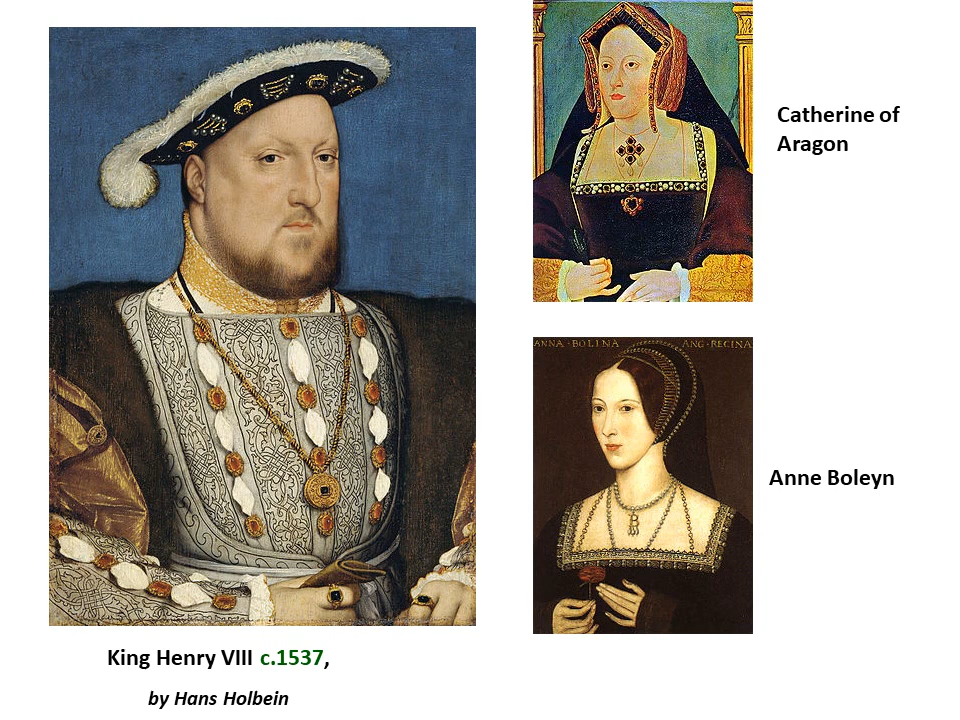 Catherine of
Aragon
ANNA · BOLINA ANG · REGINA
Anne Boleyn
B
King Henry VIII c.1537,
by Hans Holbein